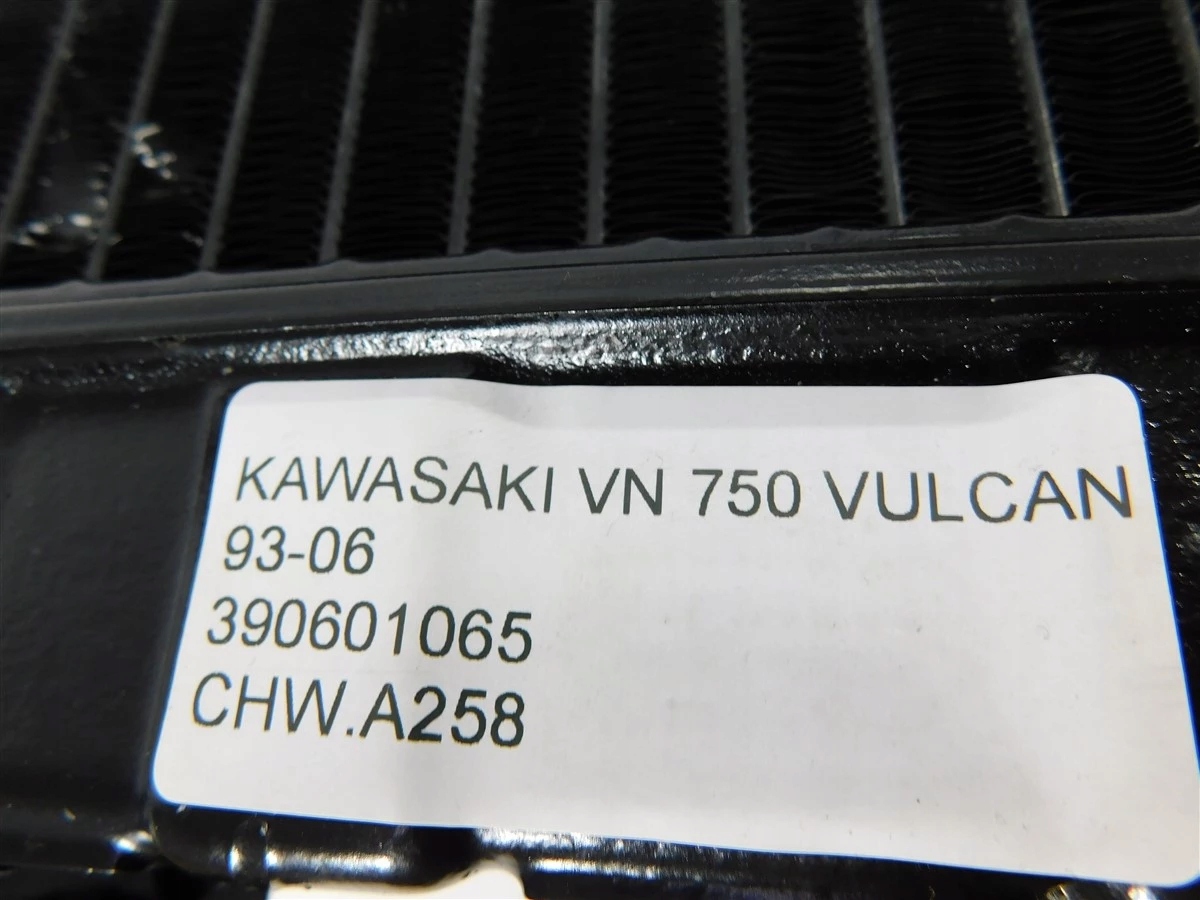 KAWASAKI VN 750 VULCAN
93-06
390601065
CHW.A258